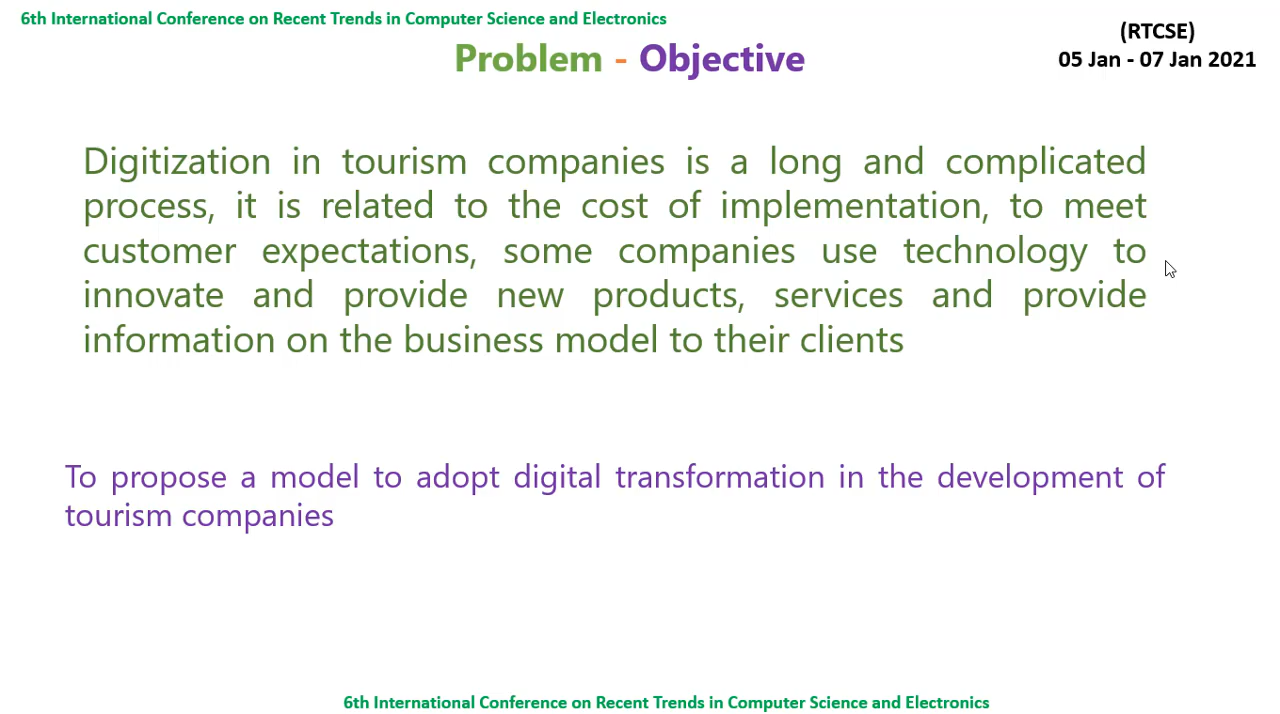 6th International Conference on Recent Trends in Computer Science and Electronics
(RTCSE)
05 Jan - 07 Jan 2021
Problem - Objective
Digitization in tourism companies is a long and complicated
process, it is related to the cost of implementation, to meet
customer expectations, some companies use technology to
innovate and provide new products, services and provide
information on the business model to their clients
To propose a model to adopt digital transformation in the development of
tourism companies
6th International Conference on Recent Trends in Computer Science and Electronics